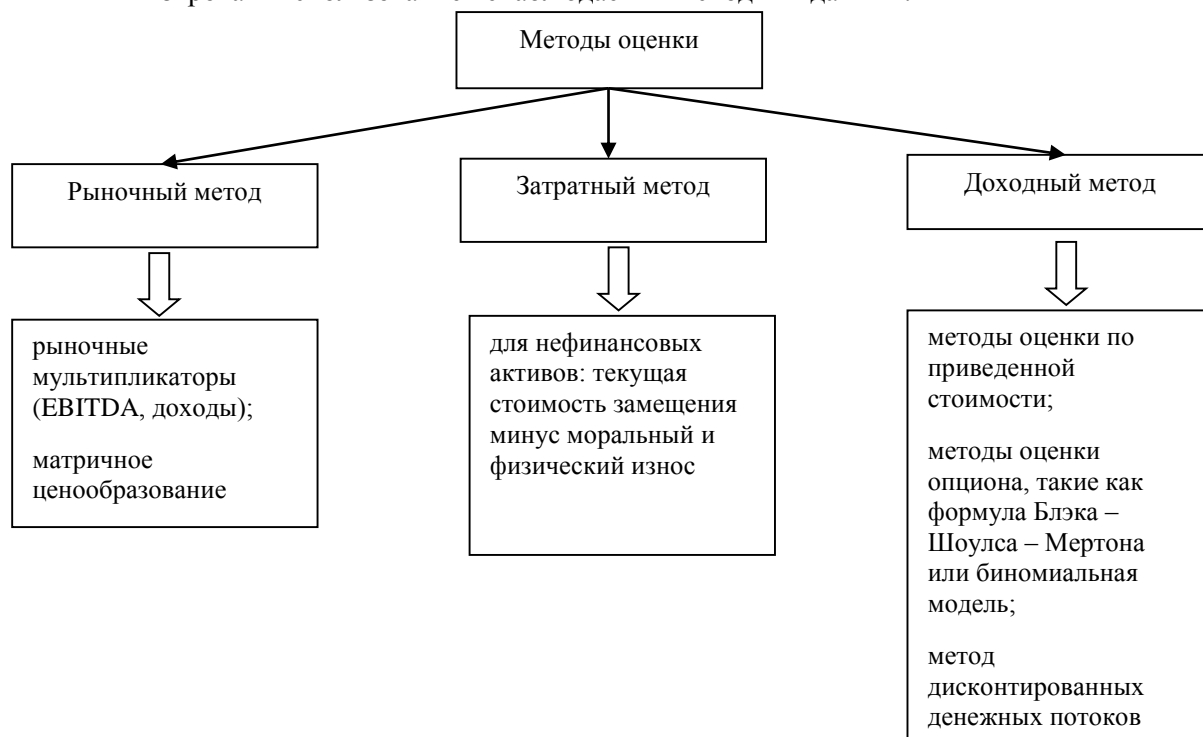 Методы оценки
Рыночный метод
Затратный метод
Доходный метод
рыночные
мультипликаторы
(EBITDA, доходы);
матричное
ценообразование
для нефинансовых
активов: текущая
стоимость замещения
минус моральный и
физический износ
методы оценки по
приведенной
стоимости;
методы оценки
опциона, такие как
формула Блэка –
Шоулса – Мертона
или биномиальная
модель;
метод
дисконтированных
денежных потоков